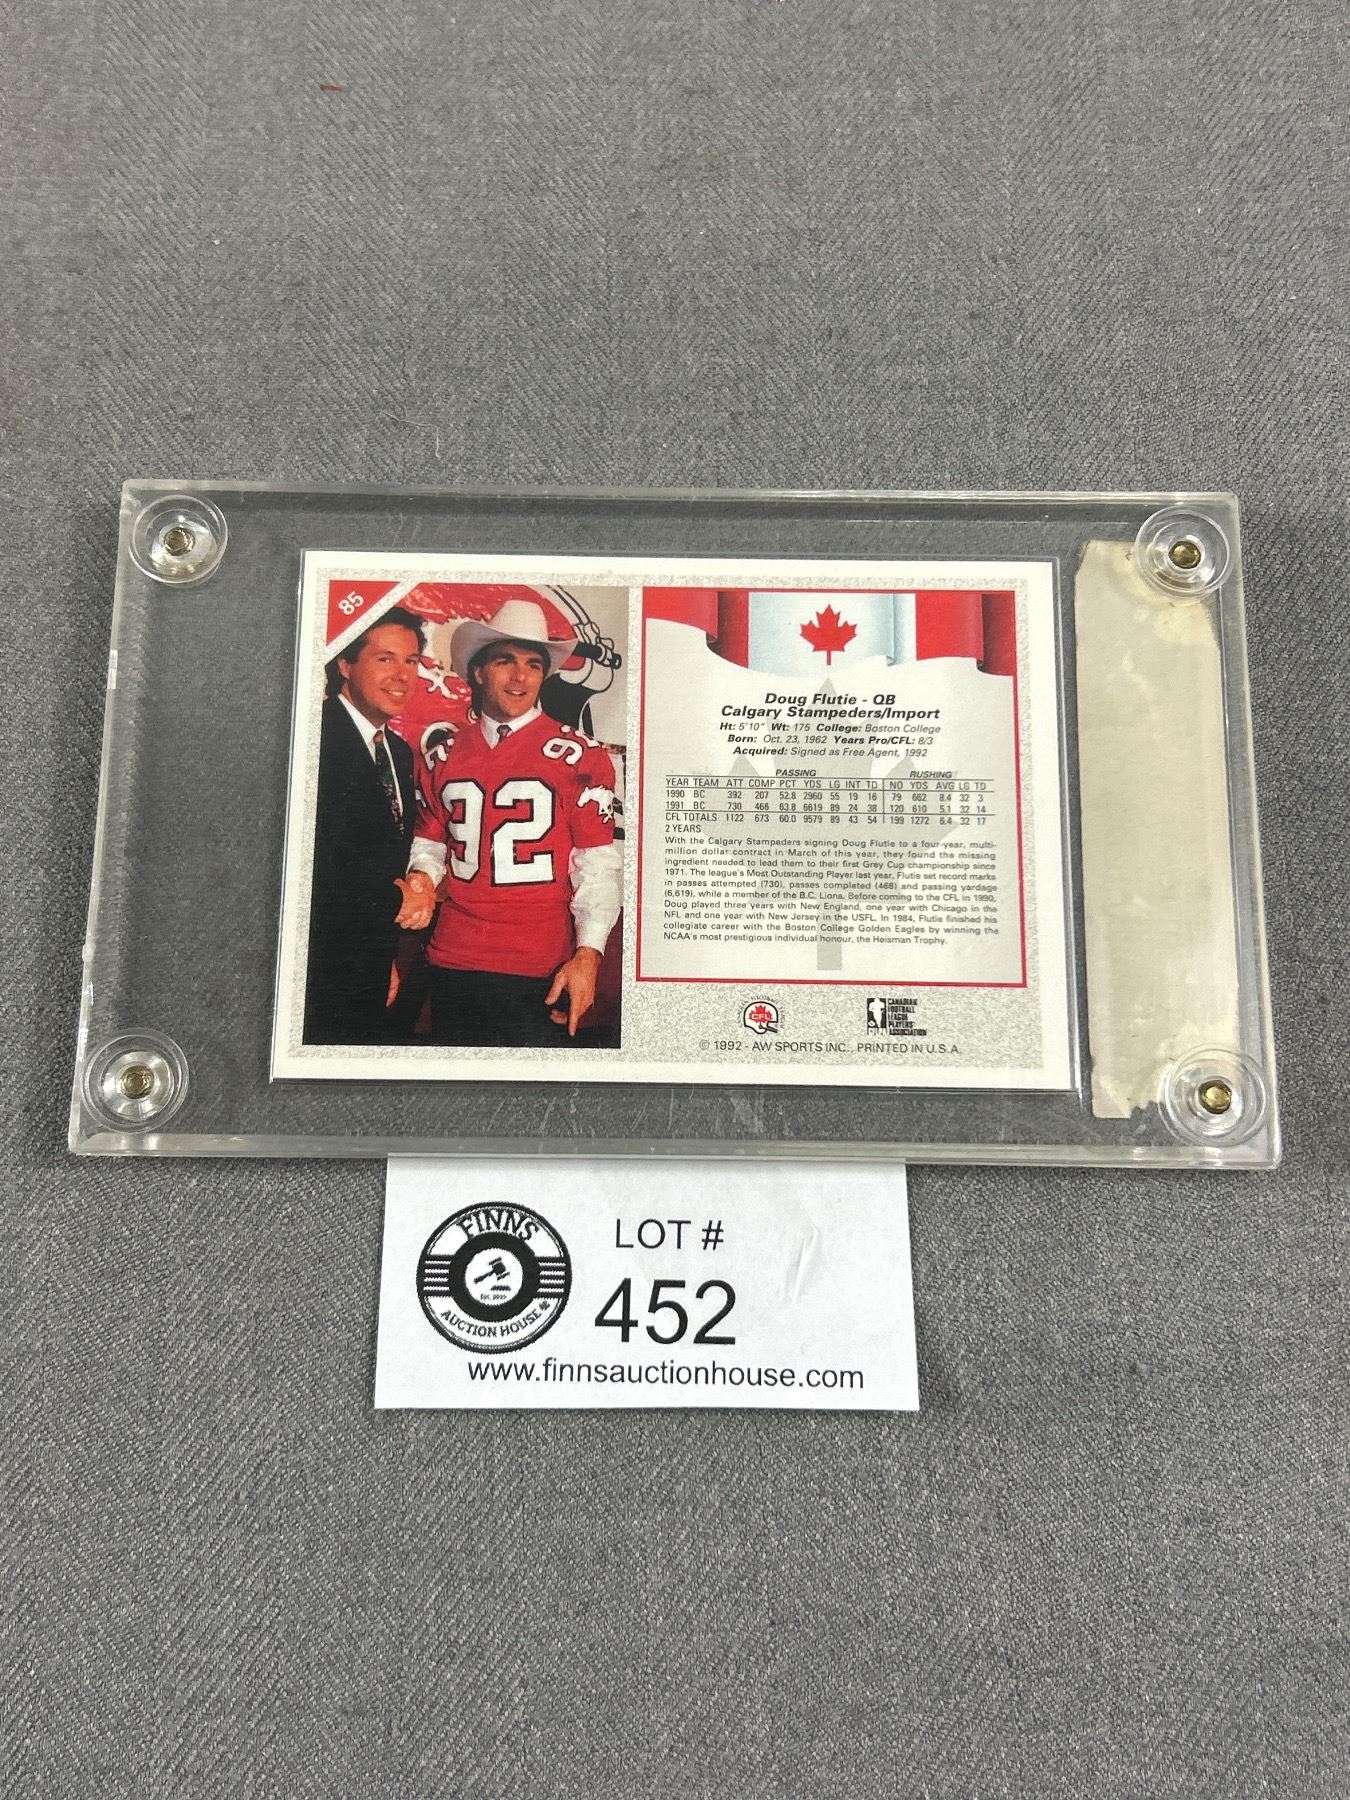 85
92
92
Doug Flutie - QB
Calgary Stampeders/Import
Ht: 5'10" Wt: 175 College: Boston College
Born: Oct. 23, 1962 Years Pro/CFL: 8/3
Acquired: Signed as Free Agent, 1992
PASSING RUSHING
YEAR TEAM ATT COMP PCT YDS LG INT TD NO YDS AVG LG TD
1990 BC 392 207 52.8 2960 55 19 16 79 662 8.4 32 3
1991 BC 730 466 63.8 6619 89 24 38 120 610 5.1 32 14
CFL TOTALS 1122 673 60.0 9579 89 43 54 199 1272 6.4 32 17
2 YEARS
With the Calgary Stampeders signing Doug Flutie to a four-year, multi-
million dollar contract in March of this year, they found the missing
ingredient needed to lead them to their first Grey Cup championship since
1971. The league's Most Outstanding Player last year, Flutie set record marks
in passes attempted (730), passes completed (466) and passing yardage
(6,619), while a member of the B.C. Lions. Before coming to the CFL in 1990,
Doug played three years with New England, one year with Chicago in the
NFL and one year with New Jersey in the USFL. In 1984, Flutie finished his
collegiate career with the Boston College Golden Eagles by winning the
NCAA's most prestigious individual honour, the Heisman Trophy.
CFL
CANADIAN
FOOTBALL
LEAGUE
PLAYERS'
ASSOCIATION
© 1992 - AW SPORTS INC., PRINTED IN U.S.A.
FINNS
AUCTION HOUSE
LOT #
452
www.finnsauctionhouse.com